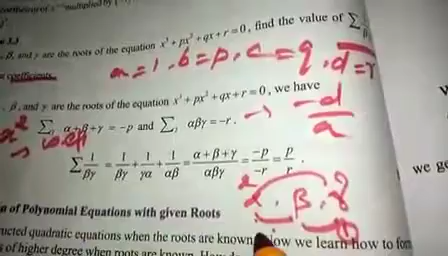 coefficient of x multiplied by (
α, β, and γ are the roots of the equation x³ + px² + qx + r = 0, find the value of Σ
coefficients.
a=1, b=p, c=q, d=r
β, and γ are the roots of the equation x³ + px² + qx + r = 0, we have
Σ₁ α+β+γ = -p and Σ₃ αβγ = -r. → -d/a
Σ 1/βγ = 1/βγ + 1/γα + 1/αβ = α+β+γ/αβγ = -p/-r = p/r
we ge
α, β, γ
n of Polynomial Equations with given Roots
ructed quadratic equations when the roots are known. Now we learn how to for
s of higher degree when roots are known.